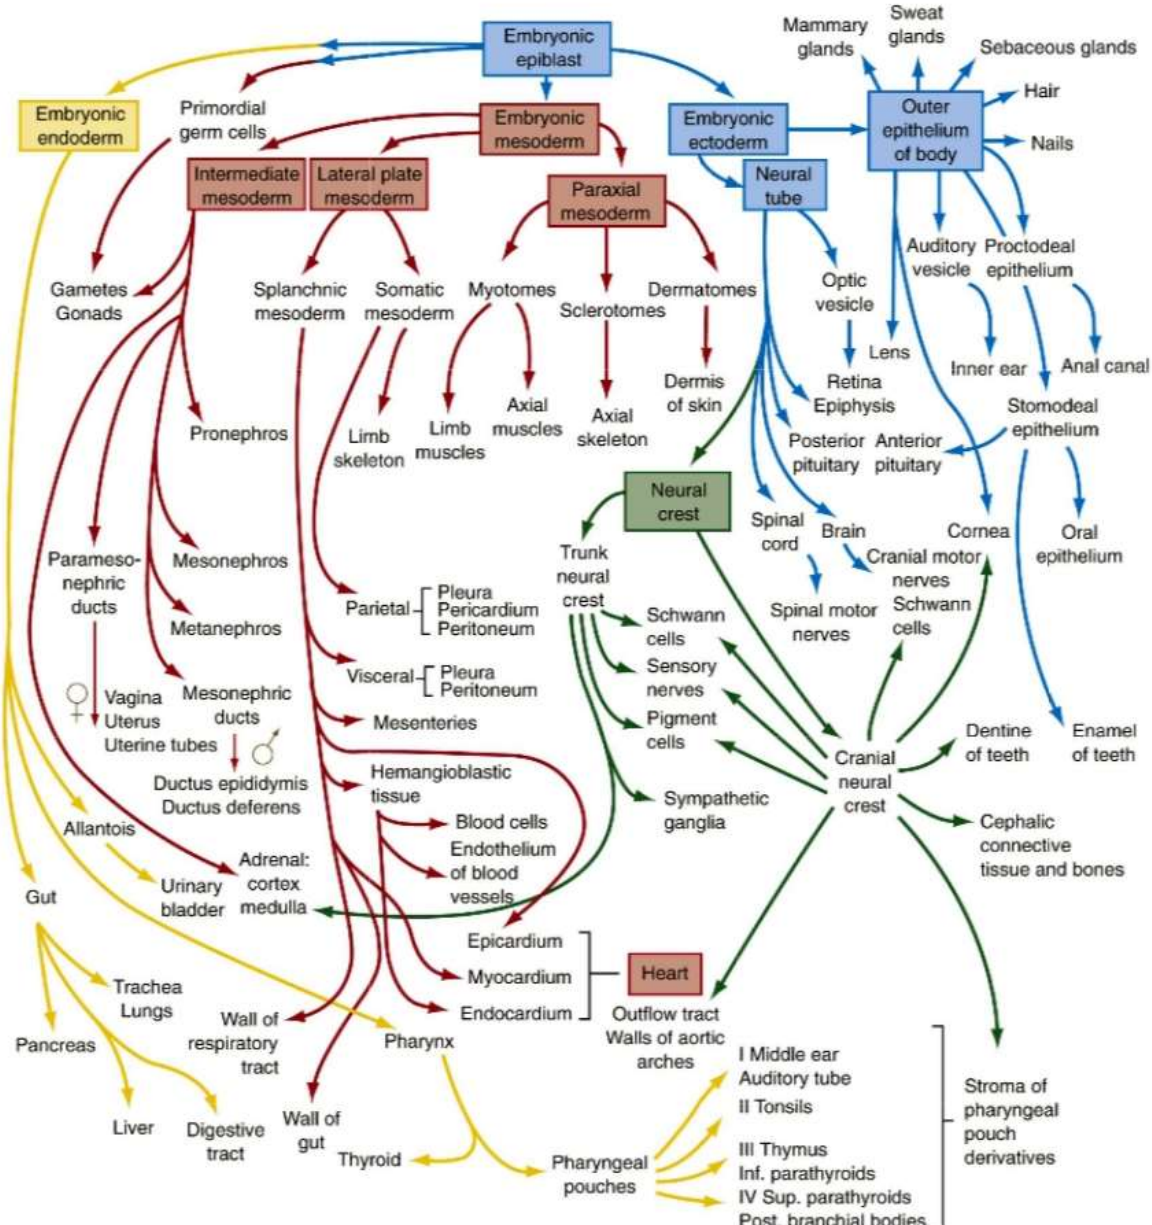 Embryonic
epiblast
Mammary
glands
Sweat
glands
Sebaceous glands
Hair
Nails
Embryonic
endoderm
Primordial
germ cells
Embryonic
mesoderm
Embryonic
ectoderm
Outer
epithelium
of body
Intermediate
mesoderm
Lateral plate
mesoderm
Paraxial
mesoderm
Neural
tube
Gametes
Gonads
Splanchnic
mesoderm
Somatic
mesoderm
Myotomes
Sclerotomes
Dermatomes
Optic
vesicle
Auditory
vesicle
Proctodeal
epithelium
Lens
Inner ear
Anal canal
Pronephros
Limb
skeleton
Limb
muscles
Axial
muscles
Axial
skeleton
Dermis
of skin
Retina
Epiphysis
Posterior
pituitary
Anterior
pituitary
Stomodeal
epithelium
Neural
crest
Spinal
cord
Brain
Cornea
Oral
epithelium
Parameso-
nephric
ducts
Mesonephros
Metanephros
Trunk
neural
crest
Cranial motor
nerves
Spinal motor
nerves
Schwann
cells
Parietal
Pleura
Pericardium
Peritoneum
Visceral
Pleura
Peritoneum
Mesenteries
Schwann
cells
Sensory
nerves
Pigment
cells
♀
Vagina
Uterus
Uterine tubes
Mesonephric
ducts
♂
Ductus epididymis
Ductus deferens
Hemangioblastic
tissue
Blood cells
Endothelium
of blood
vessels
Sympathetic
ganglia
Cranial
neural
crest
Dentine
of teeth
Enamel
of teeth
Cephalic
connective
tissue and bones
Allantois
Gut
Urinary
bladder
Adrenal:
cortex
medulla
Epicardium
Myocardium
Endocardium
Heart
Outflow tract
Walls of aortic
arches
Trachea
Lungs
Pancreas
Liver
Digestive
tract
Wall of
respiratory
tract
Wall of
gut
Pharynx
Thyroid
Pharyngeal
pouches
I Middle ear
Auditory tube
II Tonsils
III Thymus
Inf. parathyroids
IV Sup. parathyroids
Post. branchial bodies
Stroma of
pharyngeal
pouch
derivatives